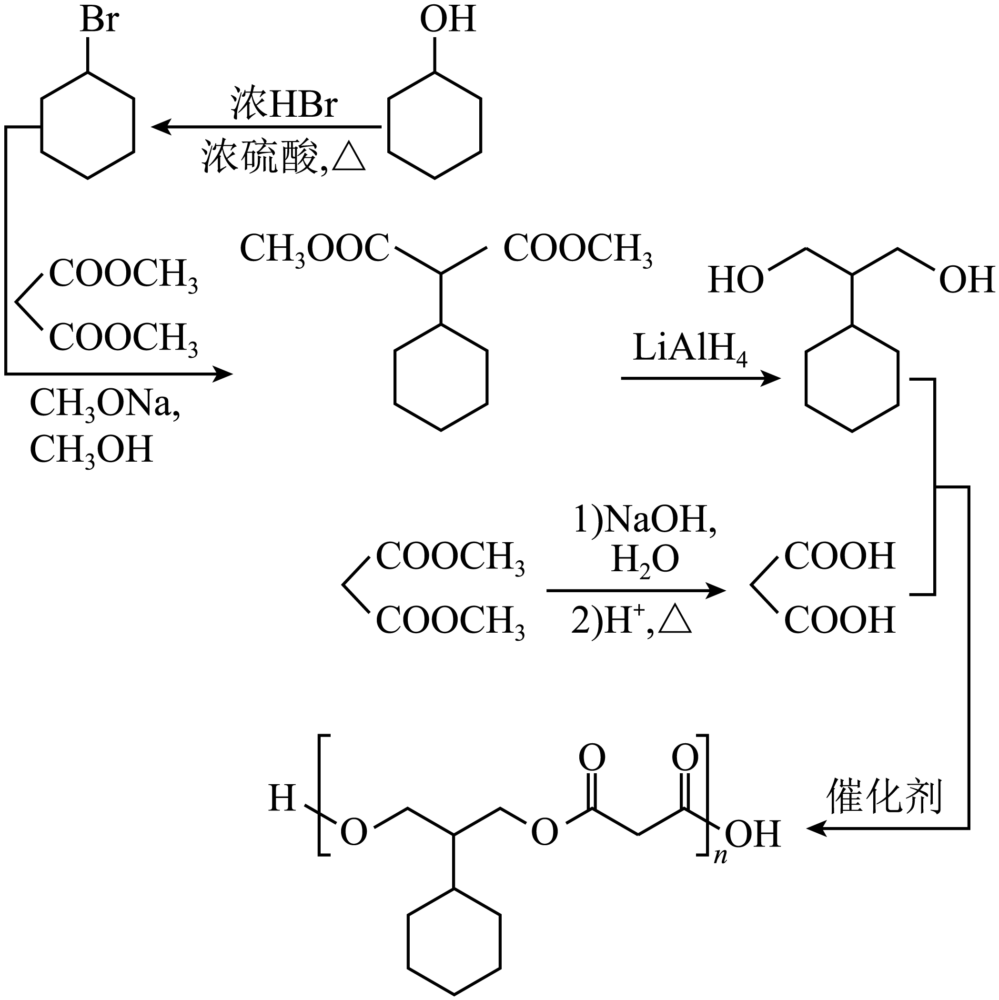 Br
OH
浓HBr
浓硫酸,△
COOCH₃
COOCH₃
CH₃ONa,
CH₃OH
CH₃OOC
COOCH₃
LiAlH₄
HO
OH
COOCH₃
COOCH₃
1)NaOH,
H₂O
2)H⁺,△
COOH
COOH
催化剂
H
O
O
O
O
OH
n